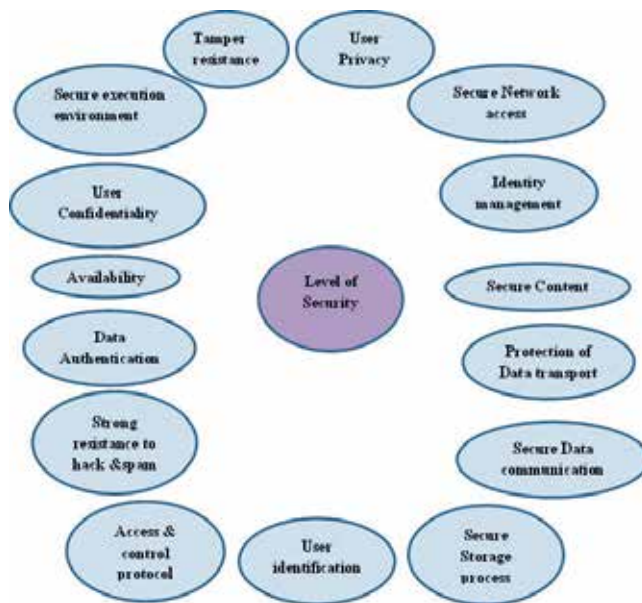 Tamper
resistance
User
Privacy
Secure execution
environment
Secure Network
access
User
Confidentiality
Identity
management
Availability
Level of
Security
Secure Content
Data
Authentication
Protection of
Data transport
Strong
resistance to
hack &spam
Secure Data
communication
Access &
control
protocol
User
identification
Secure
Storage
process